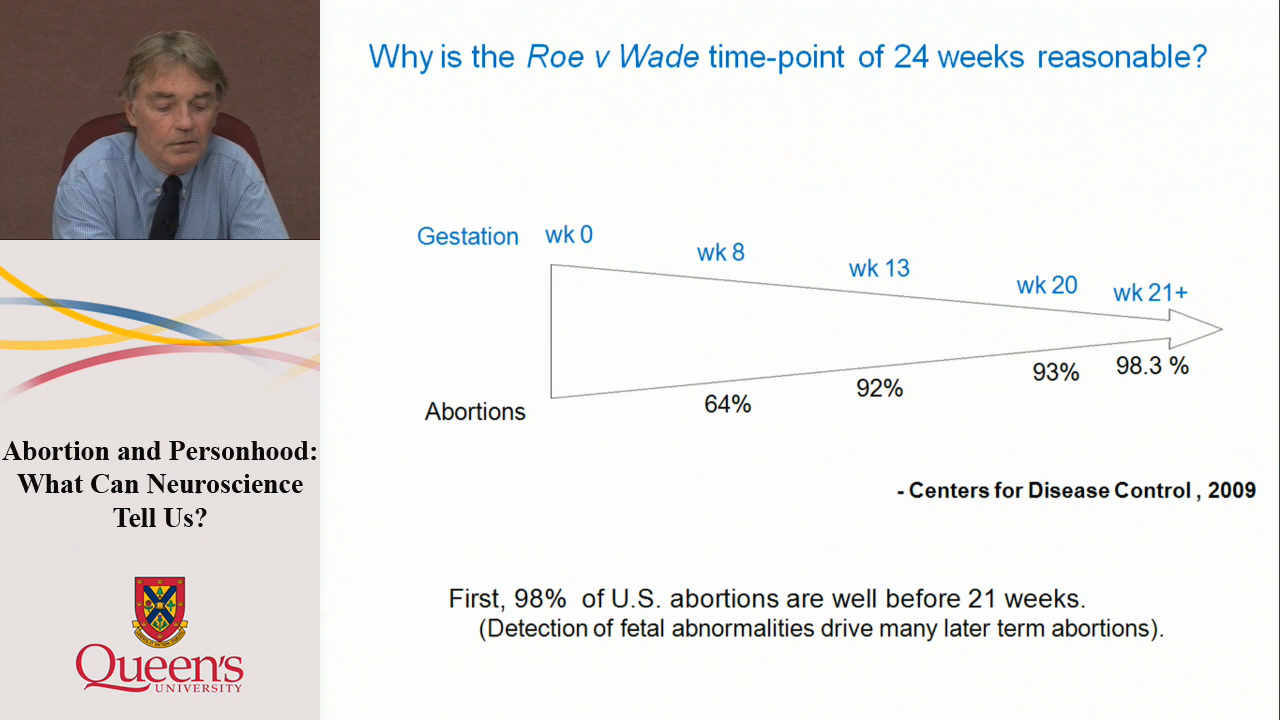 Why is the Roe v Wade time-point of 24 weeks reasonable?
Gestation
wk 0
wk 8
wk 13
wk 20
wk 21+
Abortions
64%
92%
93%
98.3 %
- Centers for Disease Control , 2009
First, 98% of U.S. abortions are well before 21 weeks.
(Detection of fetal abnormalities drive many later term abortions).
Abortion and Personhood:
What Can Neuroscience
Tell Us?
Queen's
UNIVERSITY